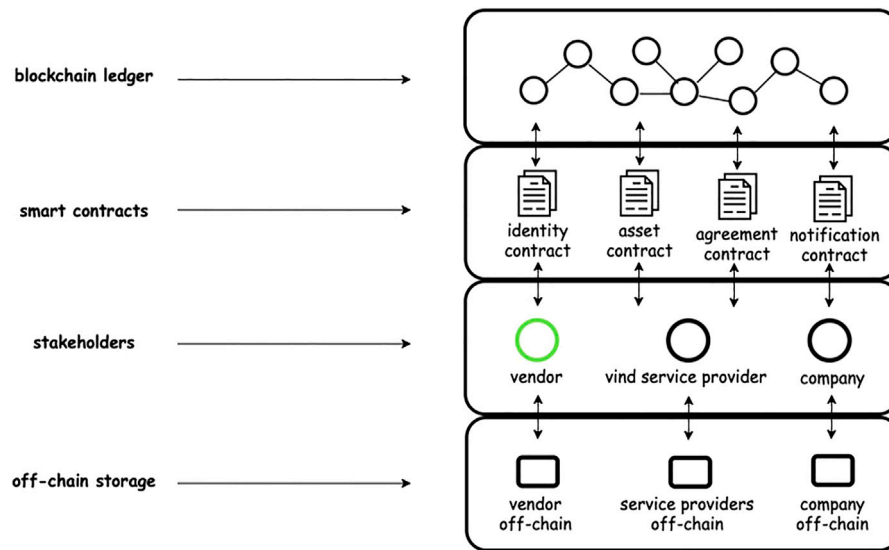 blockchain ledger
smart contracts
identity contract
asset contract
agreement contract
notification contract
stakeholders
vendor
vind service provider
company
off-chain storage
vendor off-chain
service providers off-chain
company off-chain